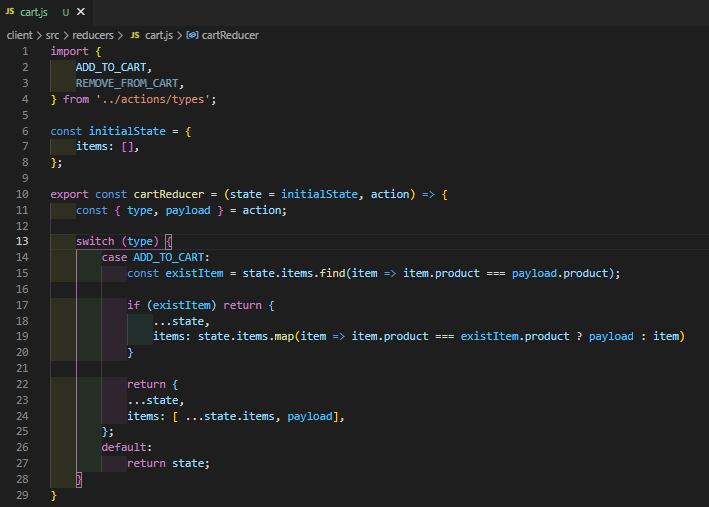 JS cart.js U ×
client > src > reducers > JS cart.js > cartReducer
1 import {
2     ADD_TO_CART,
3     REMOVE_FROM_CART,
4 } from '../actions/types';
5
6 const initialState = {
7     items: [],
8 };
9
10 export const cartReducer = (state = initialState, action) => {
11     const { type, payload } = action;
12
13     switch (type) {
14         case ADD_TO_CART:
15             const existItem = state.items.find(item => item.product === payload.product);
16
17             if (existItem) return {
18                 ...state,
19                 items: state.items.map(item => item.product === existItem.product ? payload : item)
20             }
21
22             return {
23             ...state,
24             items: [ ...state.items, payload],
25         };
26         default:
27             return state;
28     }
29 }